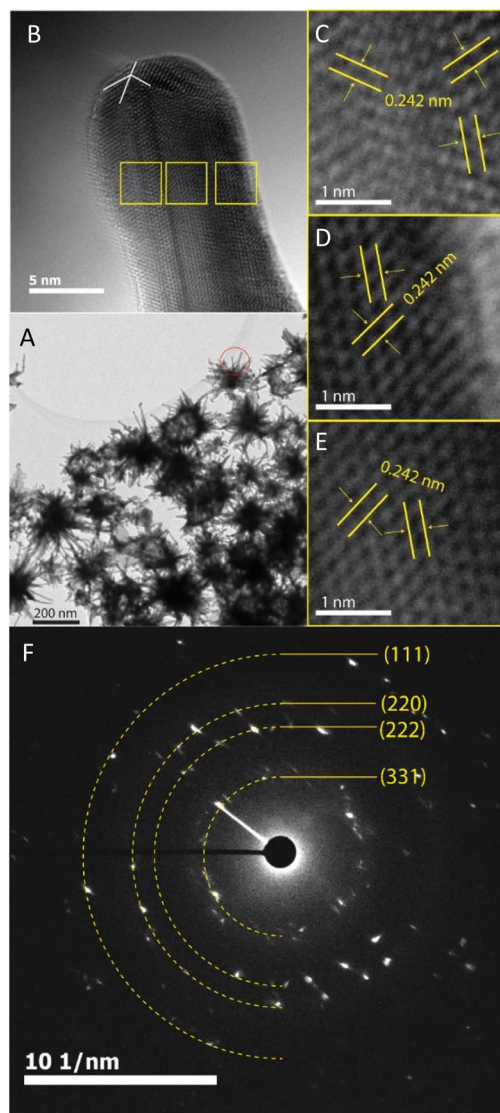 B
5 nm
C
0.242 nm
1 nm
D
0.242 nm
1 nm
A
200 nm
E
0.242 nm
1 nm
F
(111)
(220)
(222)
(331)
10 1/nm